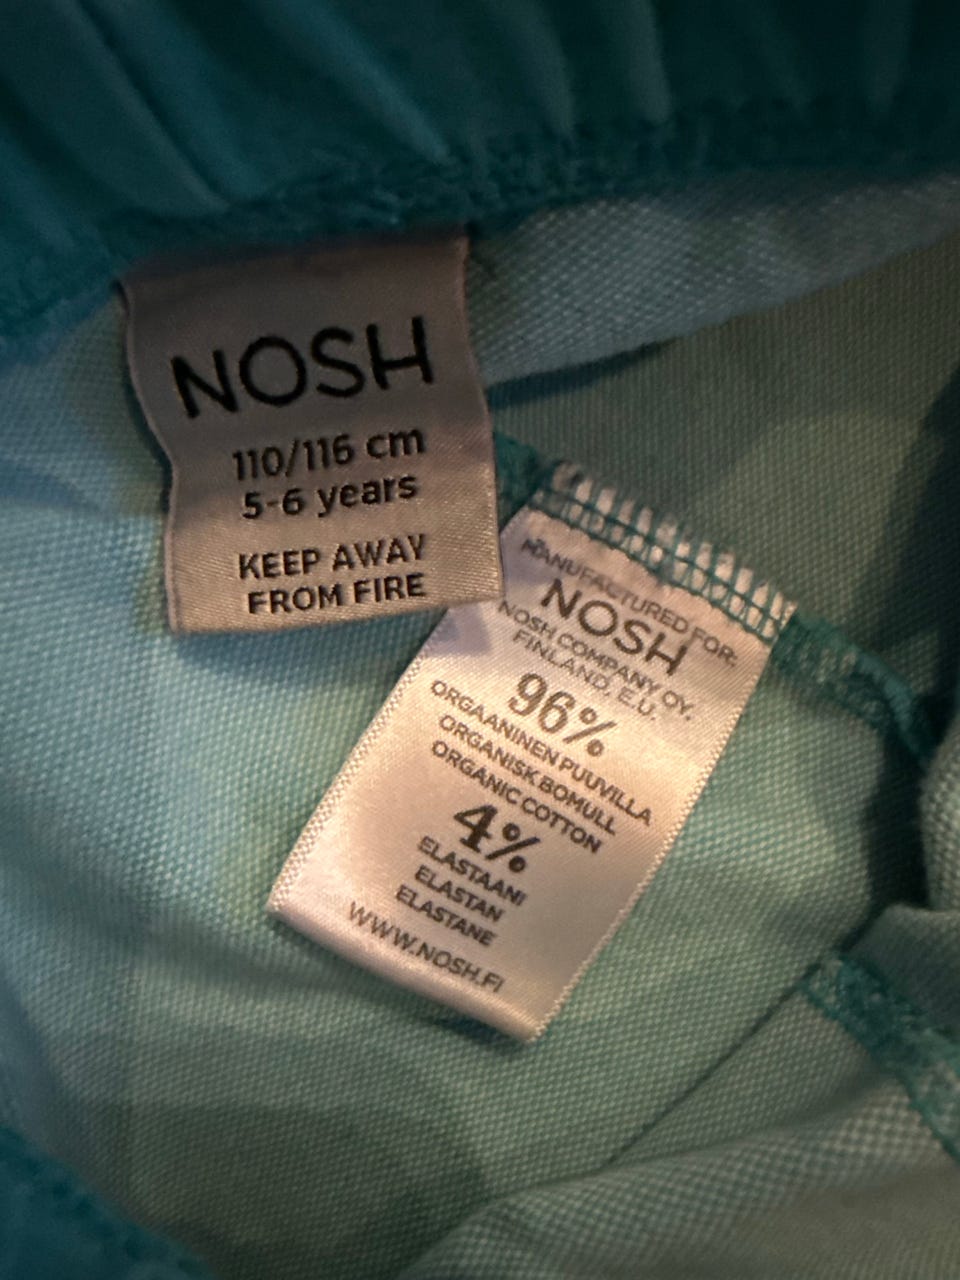 NOSH
110/116 cm
5-6 years
KEEP AWAY
FROM FIRE
MANUFACTURED FOR:
NOSH
NOSH COMPANY OY.
FINLAND, E.U.
96%
ORGAANINEN PUUVILLA
ORGANISK BOMULL
ORGANIC COTTON
4%
ELASTAANI
ELASTAN
ELASTANE
WWW.NOSH.FI